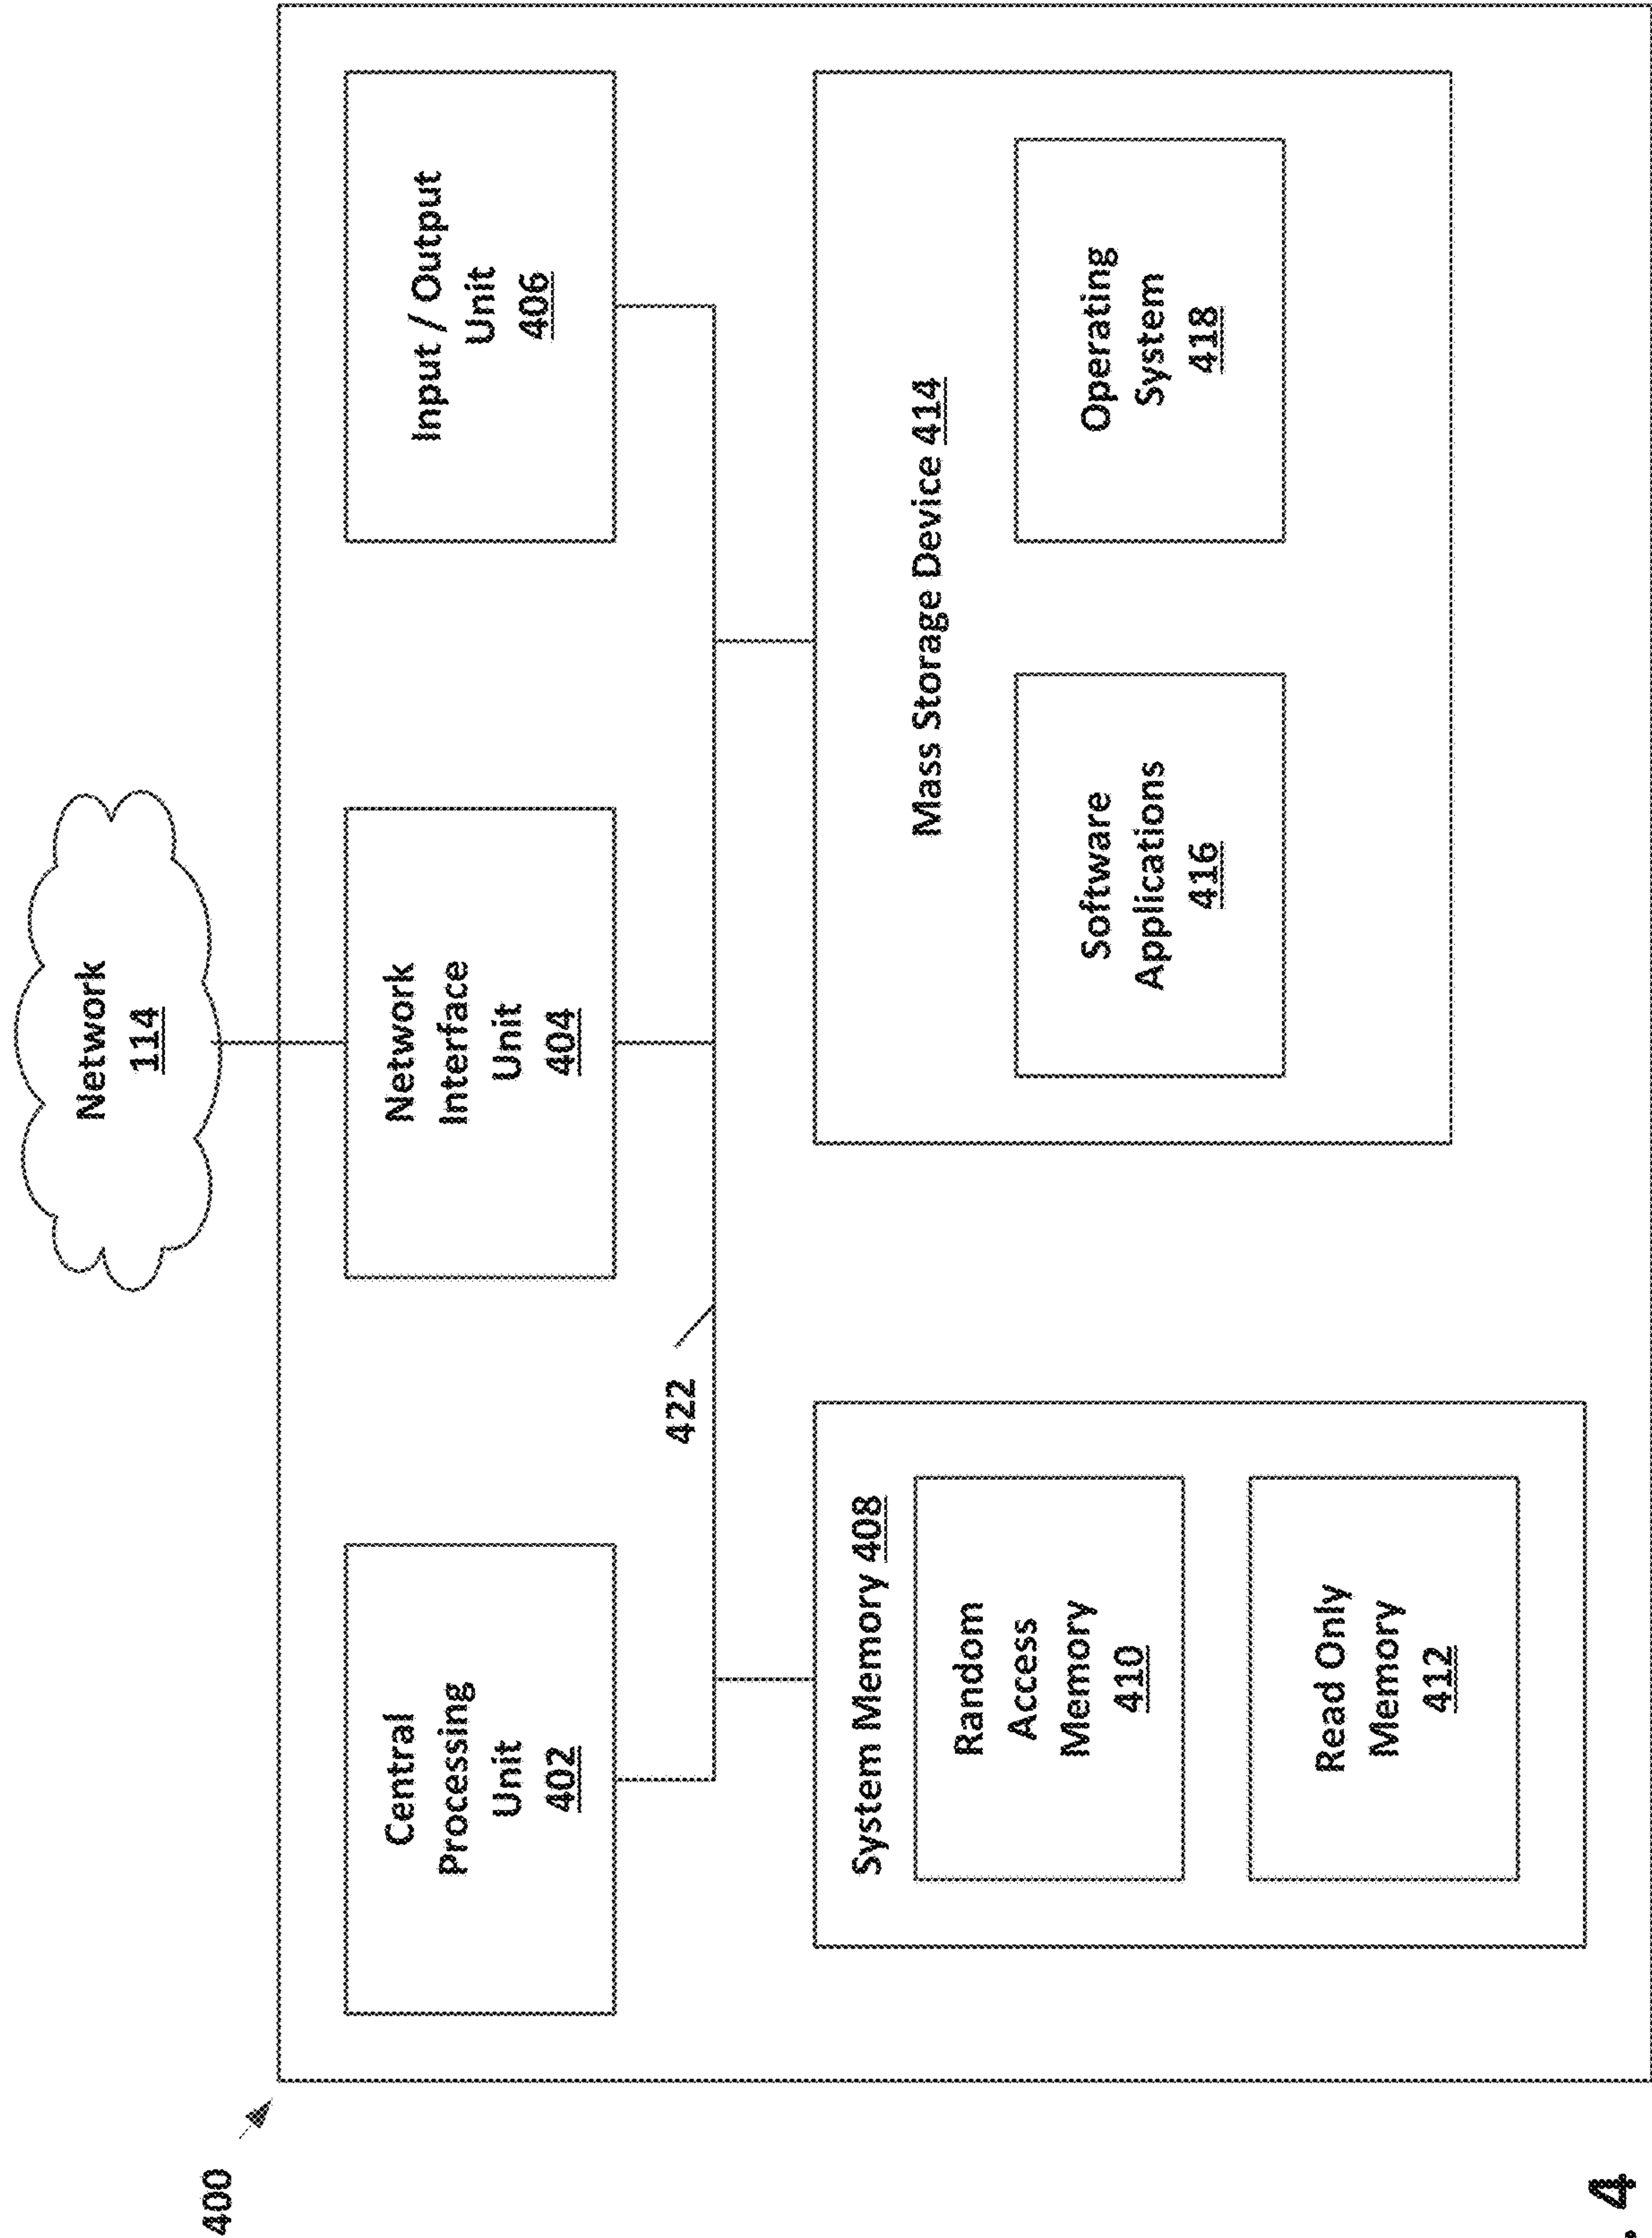 400
Network
114
Central
Processing
Unit
402
Network
Interface
Unit
404
Input / Output
Unit
406
422
System Memory 408
Random
Access
Memory
410
Read Only
Memory
412
Mass Storage Device 414
Software
Applications
416
Operating
System
418
. 4